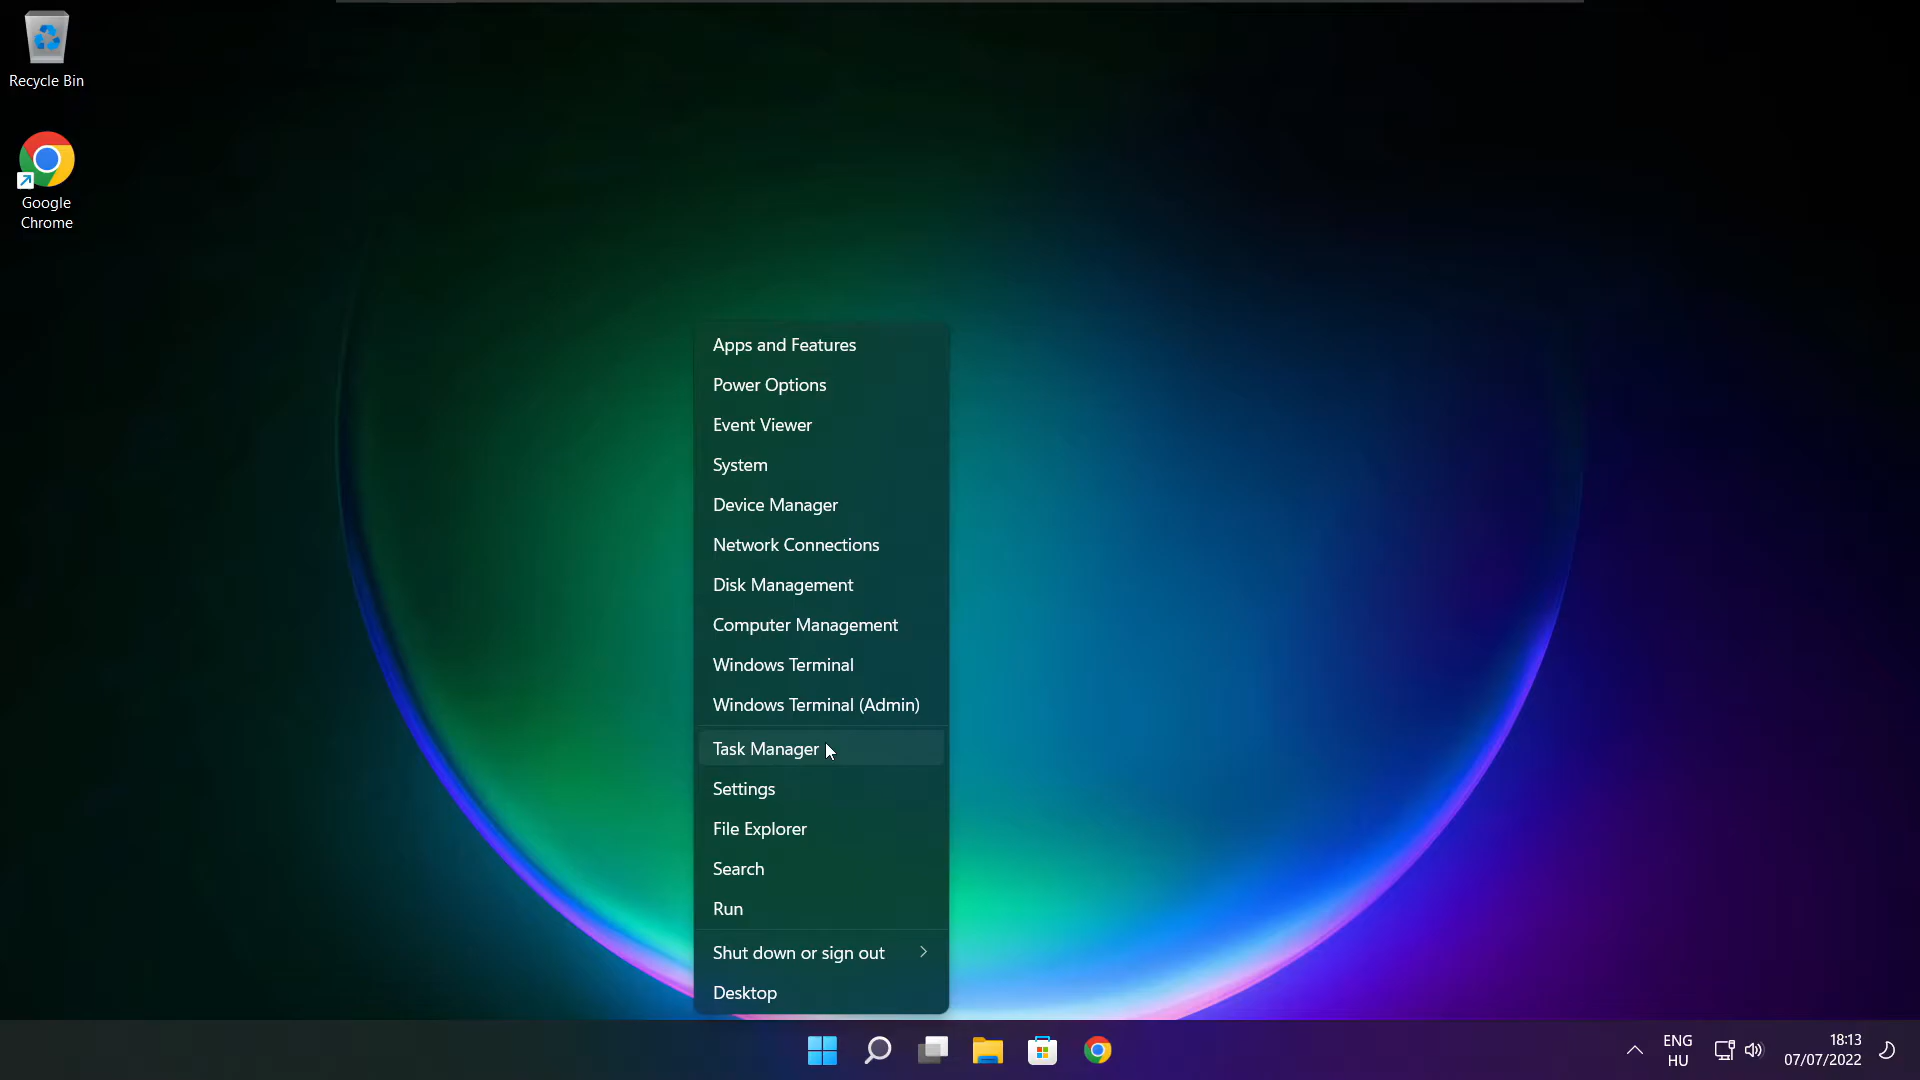 Recycle Bin
Google
Chrome
Apps and Features
Power Options
Event Viewer
System
Device Manager
Network Connections
Disk Management
Computer Management
Windows Terminal
Windows Terminal (Admin)
Task Manager
Settings
File Explorer
Search
Run
Shut down or sign out
Desktop
ENG
HU
18:13
07/07/2022